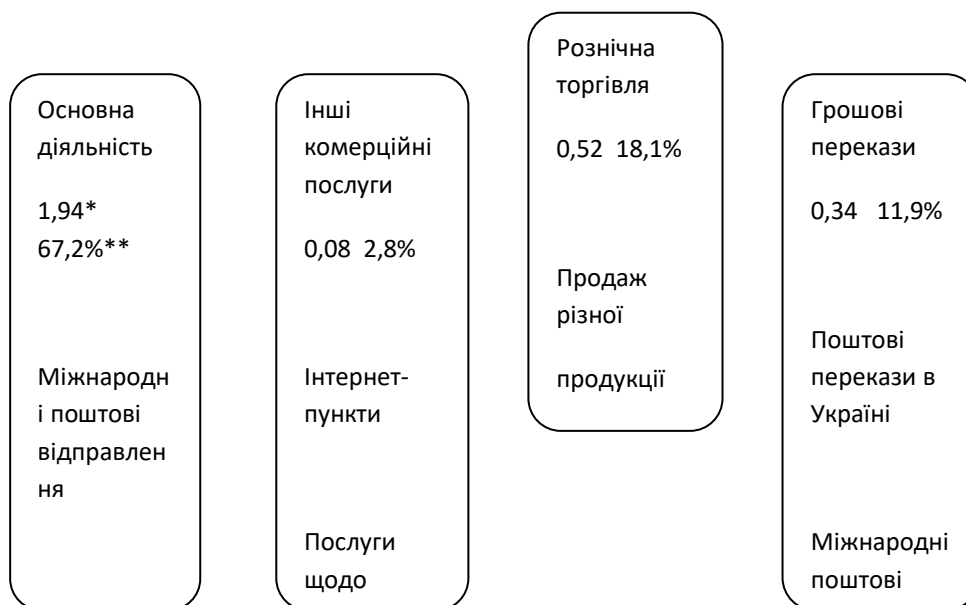 Основна
діяльність
1,94*
67,2%**
Міжнародн
і поштові
відправлен
ня
Інші
комерційні
послуги
0,08 2,8%
Інтернет-
пункти
Послуги
щодо
Рознічна
торгівля
0,52 18,1%
Продаж
різної
продукції
Грошові
перекази
0,34 11,9%
Поштові
перекази в
Україні
Міжнародні
поштові